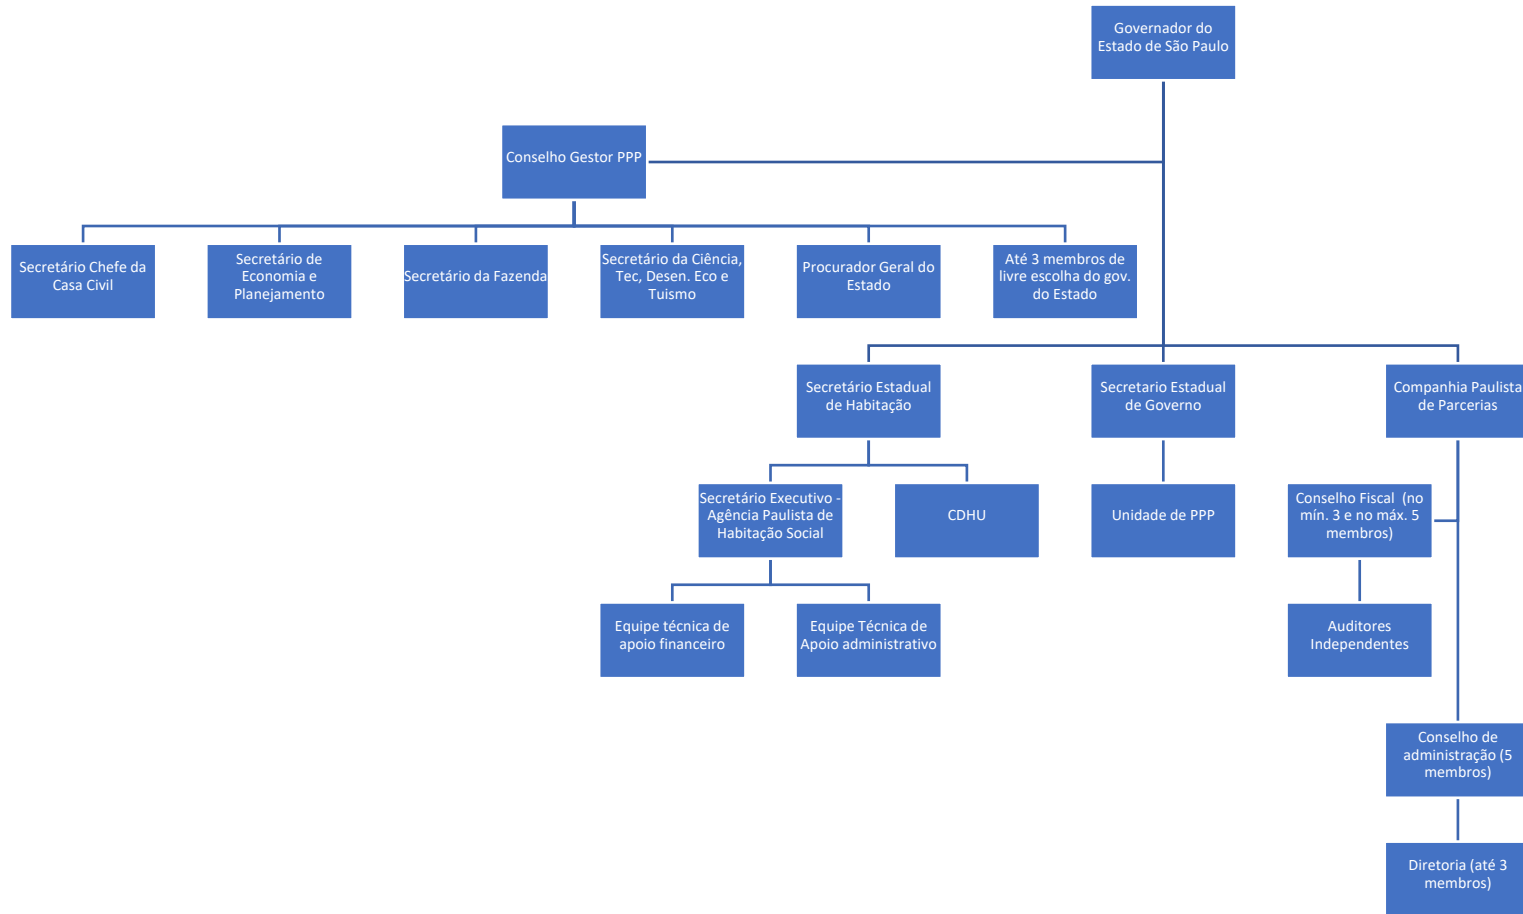 Governador do
Estado de São Paulo
Conselho Gestor PPP
Secretário Chefe da
Casa Civil
Secretário de
Economia e
Planejamento
Secretário da Fazenda
Secretário da Ciência,
Tec, Desen. Eco e
Tuismo
Procurador Geral do
Estado
Até 3 membros de
livre escolha do gov.
do Estado
Secretário Estadual
de Habitação
Secretario Estadual
de Governo
Companhia Paulista
de Parcerias
Secretário Executivo -
Agência Paulista de
Habitação Social
CDHU
Unidade de PPP
Conselho Fiscal (no
mín. 3 e no máx. 5
membros)
Equipe técnica de
apoio financeiro
Equipe Técnica de
Apoio administrativo
Auditores
Independentes
Conselho de
administração (5
membros)
Diretoria (até 3
membros)